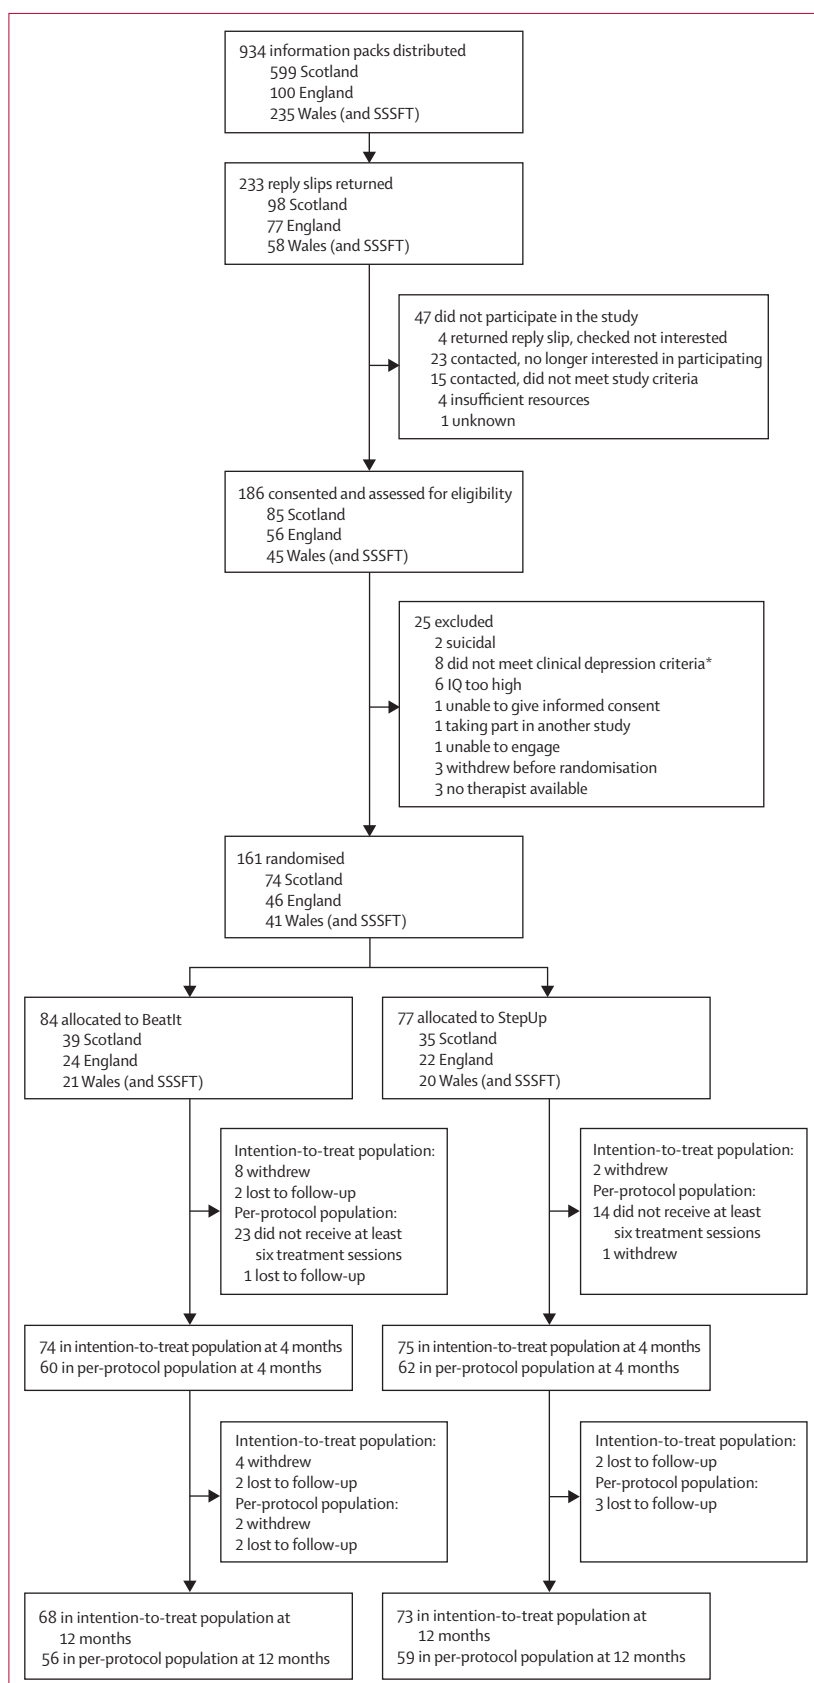 934 information packs distributed
599 Scotland
100 England
235 Wales (and SSSFT)
233 reply slips returned
98 Scotland
77 England
58 Wales (and SSSFT)
47 did not participate in the study
4 returned reply slip, checked not interested
23 contacted, no longer interested in participating
15 contacted, did not meet study criteria
4 insufficient resources
1 unknown
186 consented and assessed for eligibility
85 Scotland
56 England
45 Wales (and SSSFT)
25 excluded
2 suicidal
8 did not meet clinical depression criteria*
6 IQ too high
1 unable to give informed consent
1 taking part in another study
1 unable to engage
3 withdrew before randomisation
3 no therapist available
161 randomised
74 Scotland
46 England
41 Wales (and SSSFT)
84 allocated to BeatIt
39 Scotland
24 England
21 Wales (and SSSFT)
77 allocated to StepUp
35 Scotland
22 England
20 Wales (and SSSFT)
Intention-to-treat population:
8 withdrew
2 lost to follow-up
Per-protocol population:
23 did not receive at least
six treatment sessions
1 lost to follow-up
Intention-to-treat population:
2 withdrew
Per-protocol population:
14 did not receive at least
six treatment sessions
1 withdrew
74 in intention-to-treat population at 4 months
60 in per-protocol population at 4 months
75 in intention-to-treat population at 4 months
62 in per-protocol population at 4 months
Intention-to-treat population:
4 withdrew
2 lost to follow-up
Per-protocol population:
2 withdrew
2 lost to follow-up
Intention-to-treat population:
2 lost to follow-up
Per-protocol population:
3 lost to follow-up
68 in intention-to-treat population at
12 months
56 in per-protocol population at 12 months
73 in intention-to-treat population at
12 months
59 in per-protocol population at 12 months